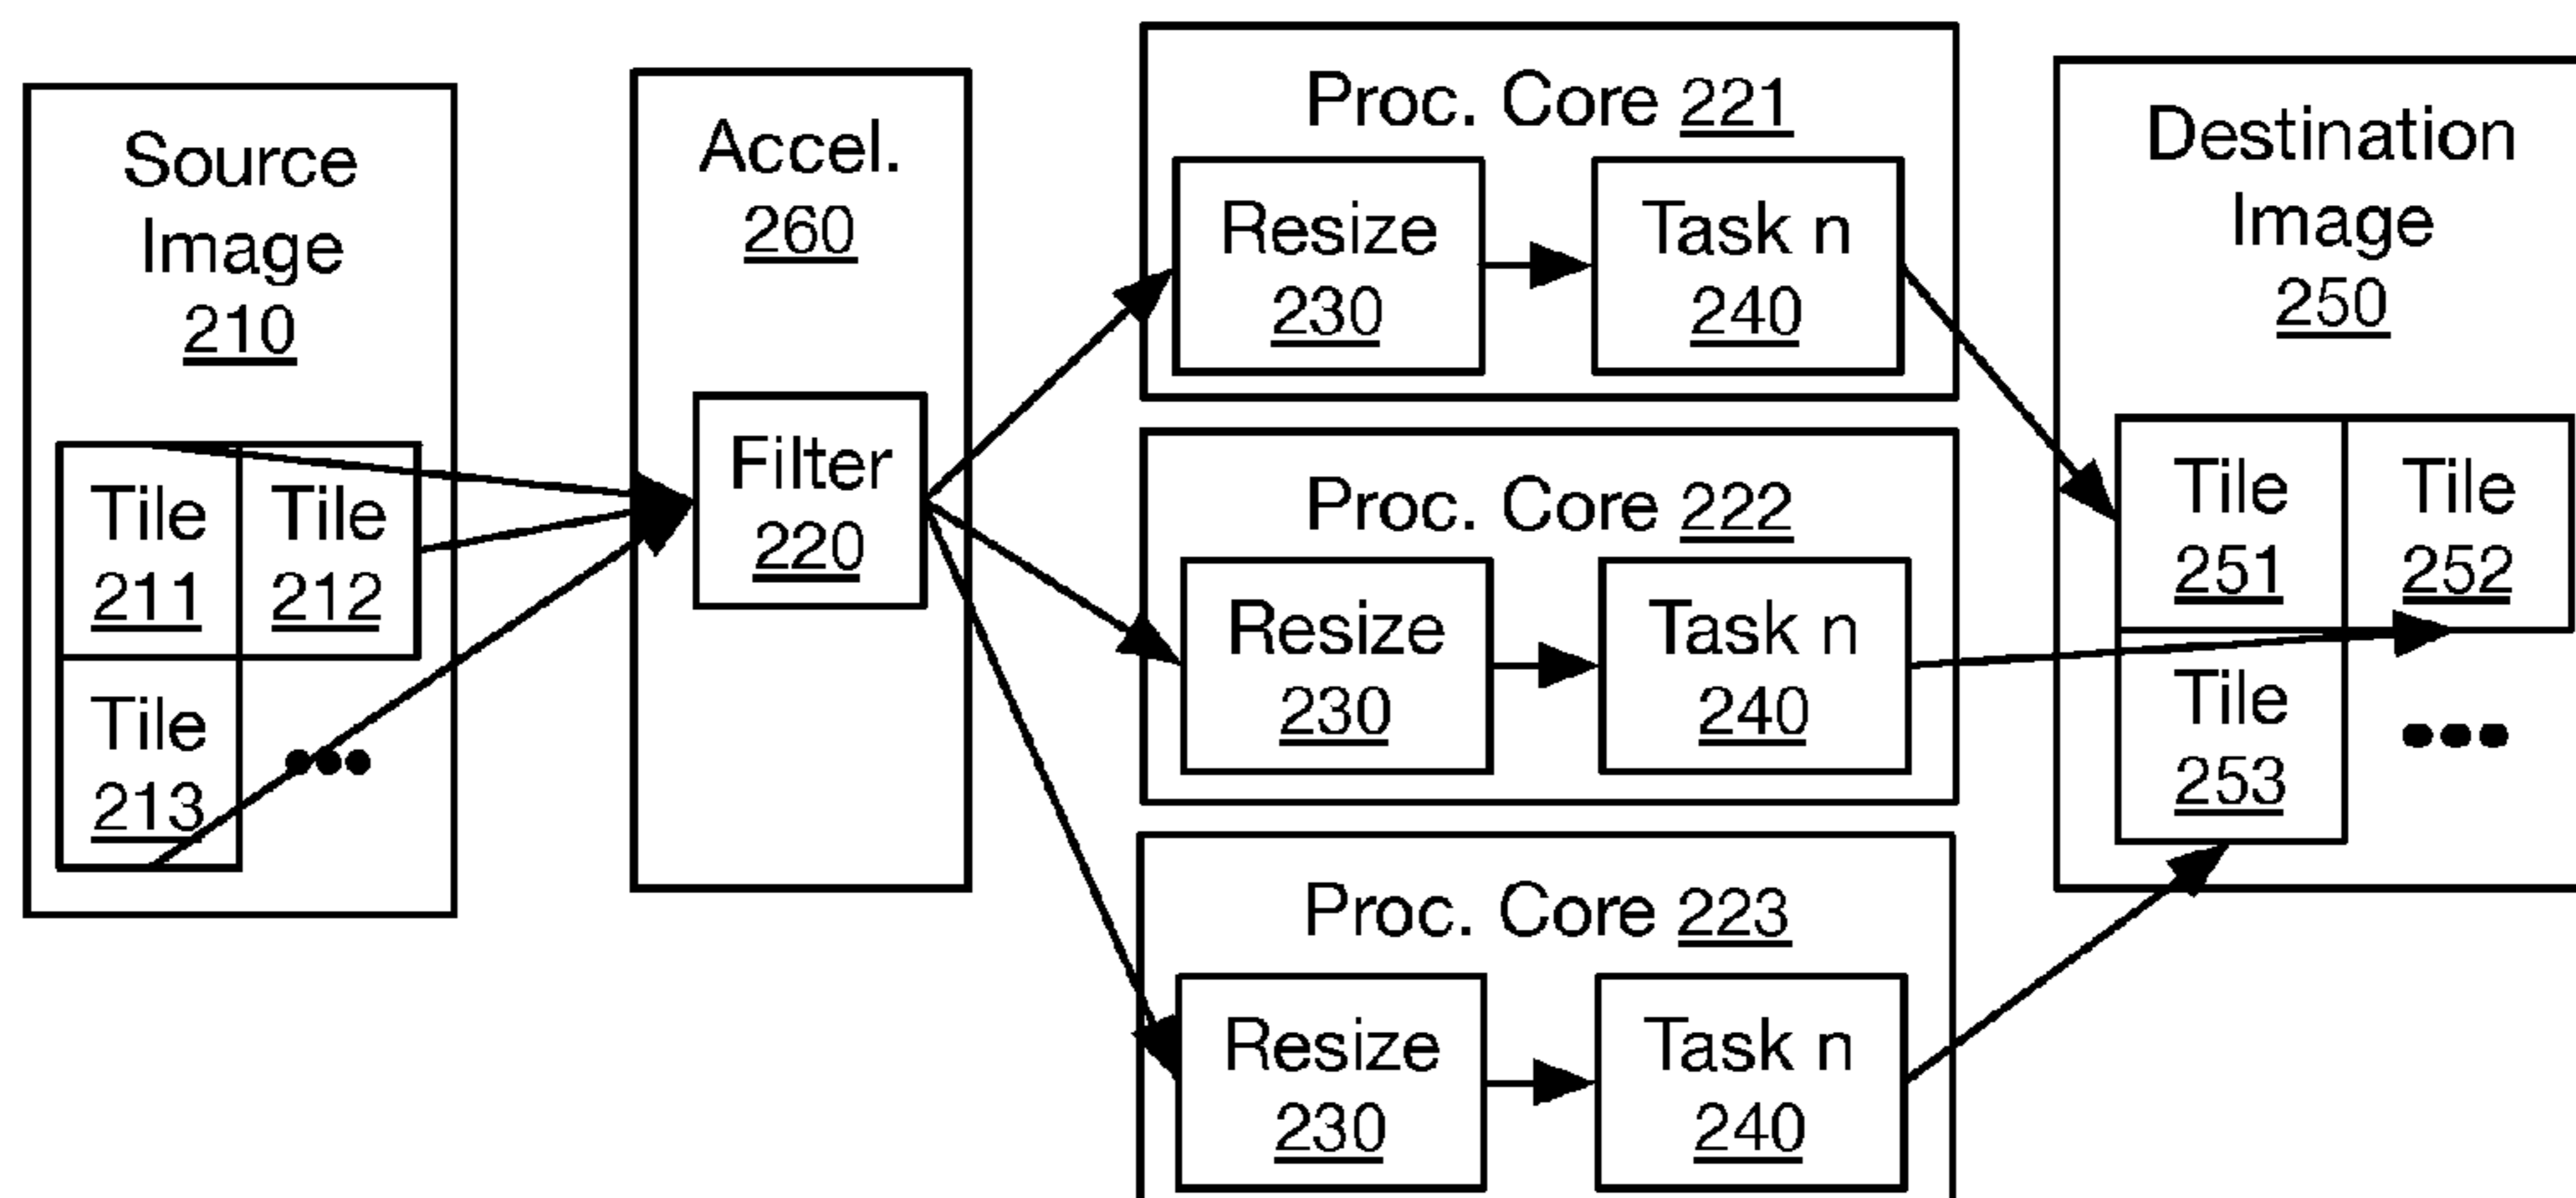 Source
Image
210
Tile
211
Tile
212
Tile
213
Accel.
260
Filter
220
Proc. Core 221
Resize
230
Task n
240
Proc. Core 222
Resize
230
Task n
240
Proc. Core 223
Resize
230
Task n
240
Destination
Image
250
Tile
251
Tile
252
Tile
253